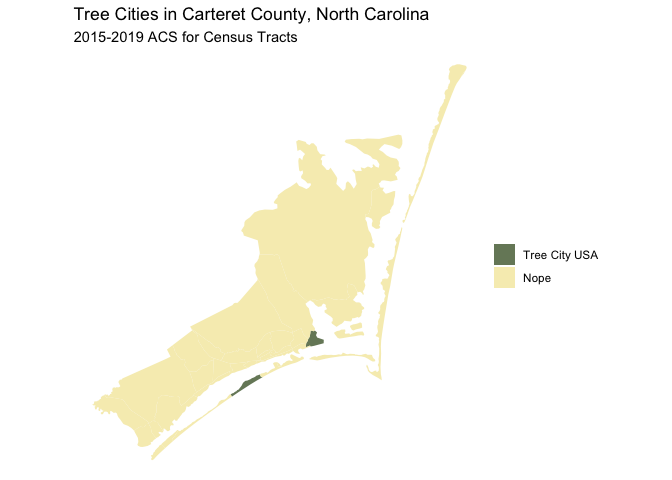 Tree Cities in Carteret County, North Carolina
2015-2019 ACS for Census Tracts
Tree City USA
Nope